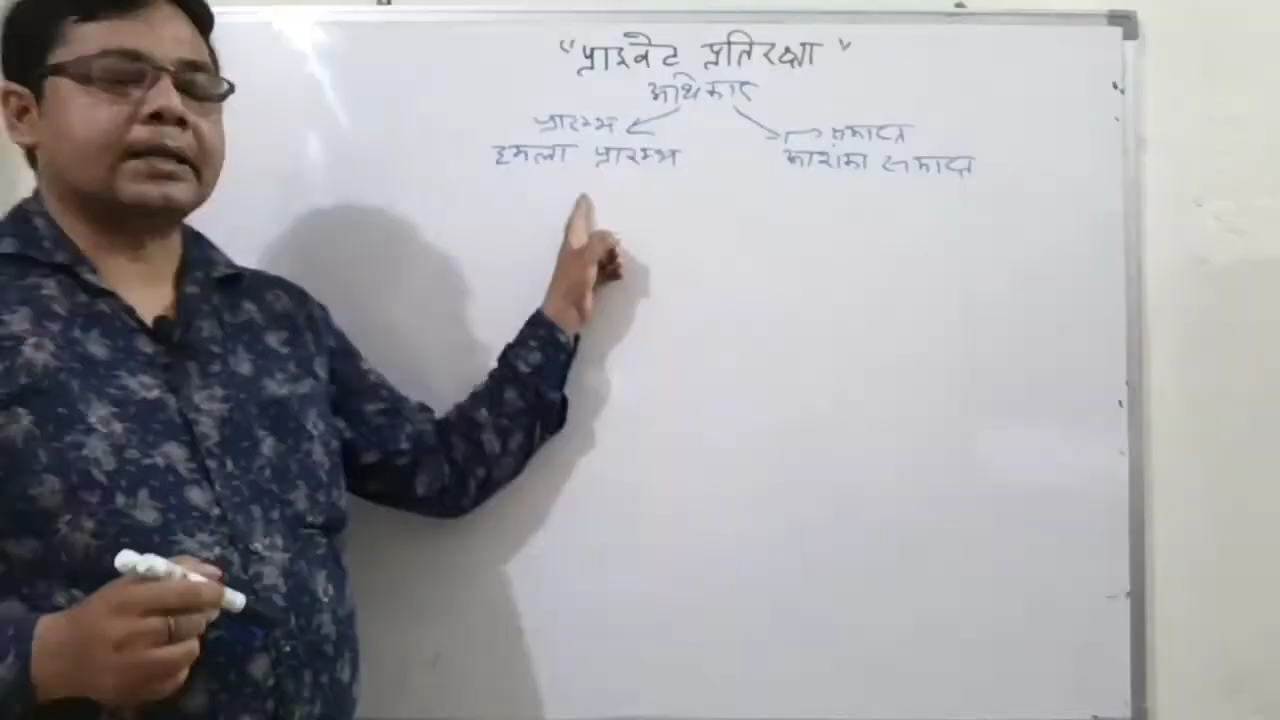 "प्राइवेट प्रतिरक्षा"
अधिकार
प्रारम्भ
समाप्त
हमला प्रारम्भ
समाप्त